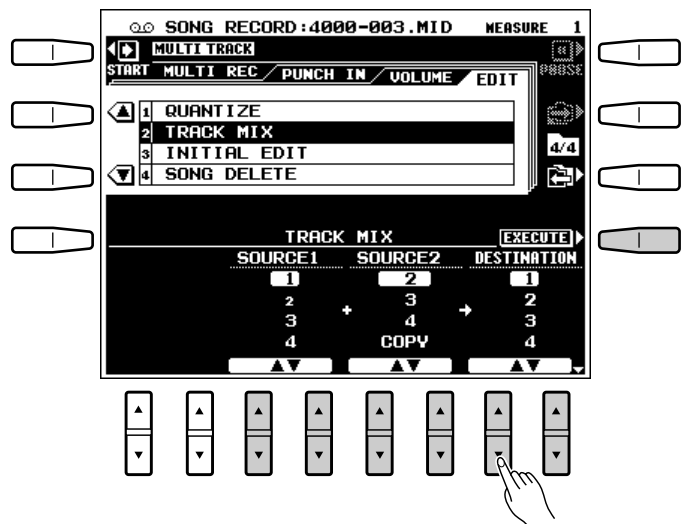 SONG RECORD:4000-003.MID MEASURE 1
MULTI TRACK
START MULTI REC PUNCH IN VOLUME EDIT PAUSE
1 QUANTIZE
2 TRACK MIX
3 INITIAL EDIT
4 SONG DELETE
4/4
TRACK MIX EXECUTE
SOURCE1 SOURCE2 DESTINATION
1 2 1
2 3 2
+ →
3 4 3
4 COPY 4
▲▼ ▲▼ ▲▼